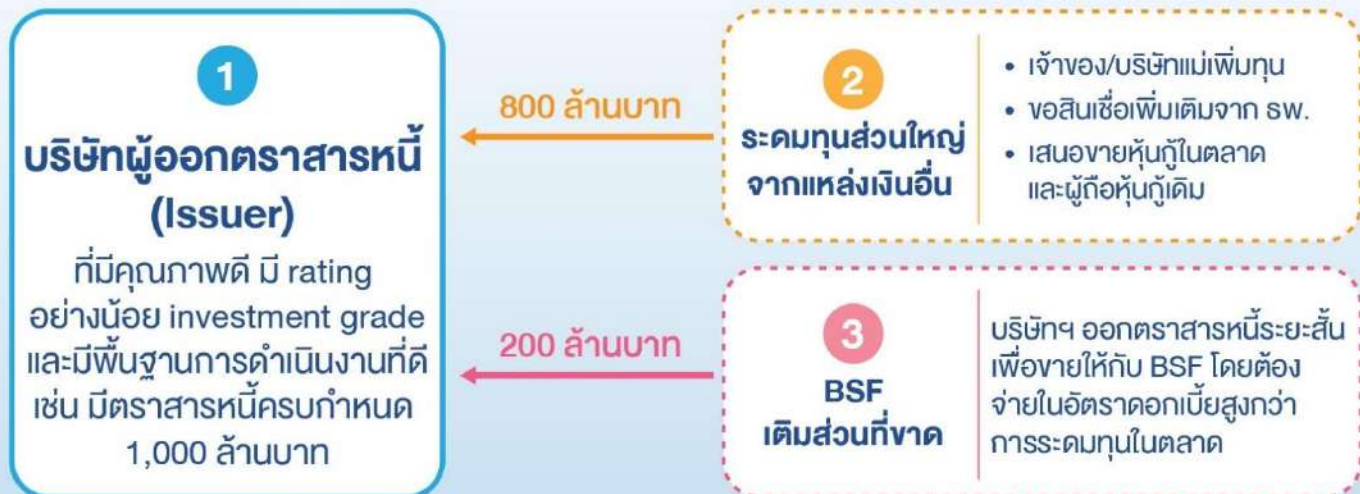 1
บริษัทผู้ออกตราสารหนี้
(Issuer)
ที่มีคุณภาพดี มี rating
อย่างน้อย investment grade
และมีพื้นฐานการดำเนินงานที่ดี
เช่น มีตราสารหนี้ครบกำหนด
1,000 ล้านบาท
800 ล้านบาท
2
ระดมทุนส่วนใหญ่
จากแหล่งเงินอื่น
• เจ้าของ/บริษัทแม่เพิ่มทุน
• ขอสินเชื่อเพิ่มเติมจาก ธพ.
• เสนอขายหุ้นกู้ในตลาด
และผู้ถือหุ้นกู้เดิม
200 ล้านบาท
3
BSF
เติมส่วนที่ขาด
บริษัทฯ ออกตราสารหนี้ระยะสั้น
เพื่อขายให้กับ BSF โดยต้อง
จ่ายในอัตราดอกเบี้ยสูงกว่า
การระดมทุนในตลาด